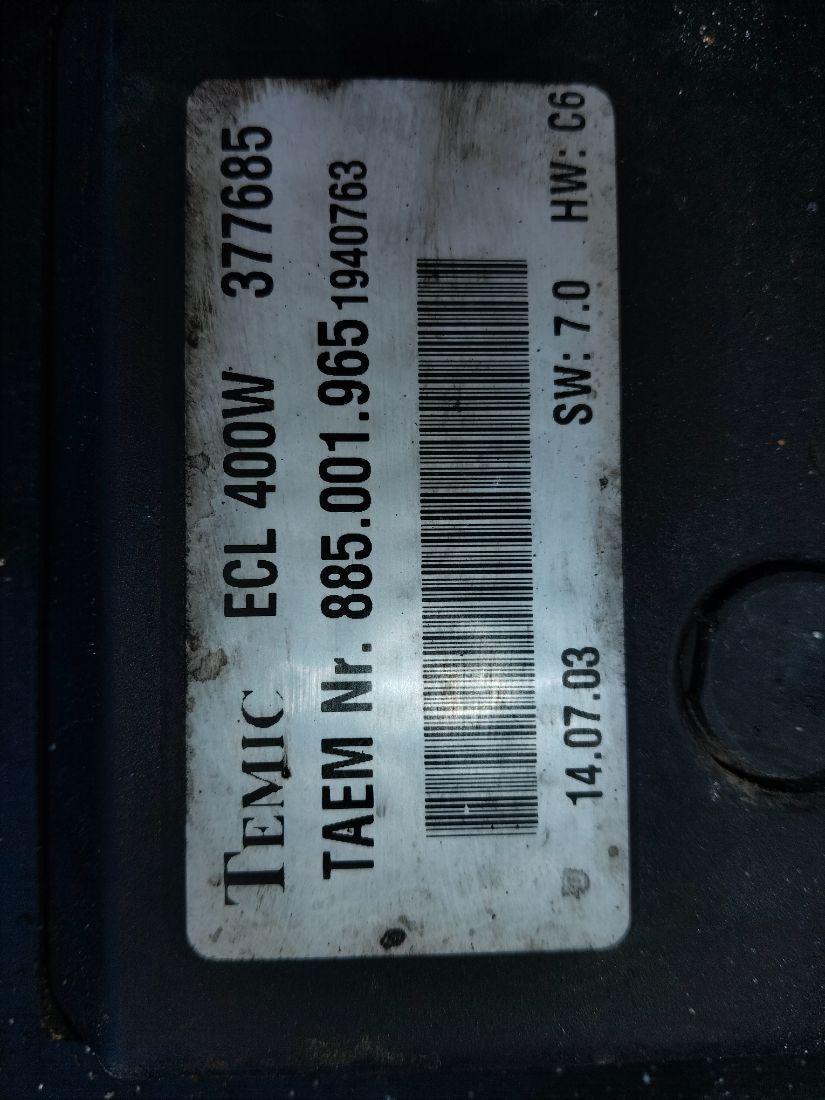 TEMIC ECL 400W 377685
TAEM Nr. 885.001.965 1940763
14.07.03 SW: 7.0 HW: C6